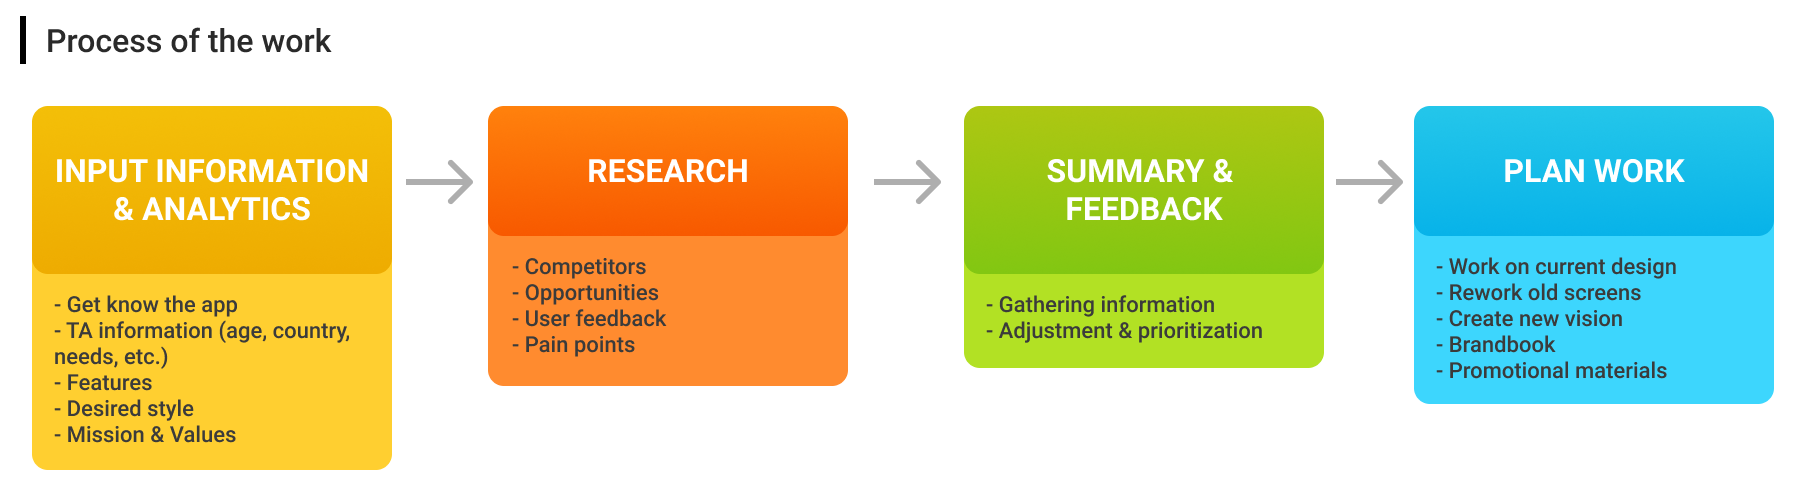 Process of the work
INPUT INFORMATION
& ANALYTICS
- Get know the app
- TA information (age, country,
needs, etc.)
- Features
- Desired style
- Mission & Values
RESEARCH
- Competitors
- Opportunities
- User feedback
- Pain points
SUMMARY &
FEEDBACK
- Gathering information
- Adjustment & prioritization
PLAN WORK
- Work on current design
- Rework old screens
- Create new vision
- Brandbook
- Promotional materials